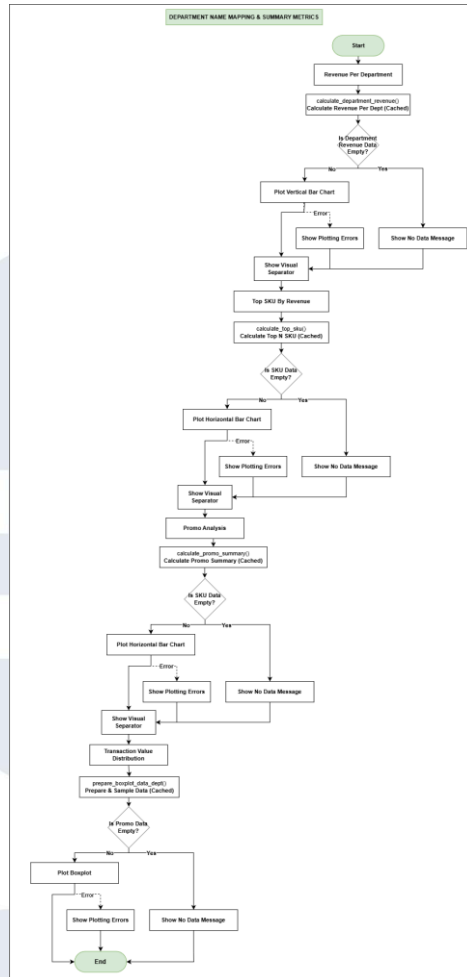 DEPARTMENT NAME MAPPING & SUMMARY METRICS
Start
Revenue Per Department
calculate_department_revenue()
Calculate Revenue Per Dept (Cached)
Is Department
Revenue Data
Empty?
No
Yes
Plot Vertical Bar Chart
Error
Show Plotting Errors
Show No Data Message
Show Visual
Separator
Top SKU By Revenue
calculate_top_sku()
Calculate Top N SKU (Cached)
Is SKU Data
Empty?
No
Yes
Plot Horizontal Bar Chart
Error
Show Plotting Errors
Show No Data Message
Show Visual
Separator
Promo Analysis
calculate_promo_summary()
Calculate Promo Summary (Cached)
Is SKU Data
Empty?
No
Yes
Plot Horizontal Bar Chart
Error
Show Plotting Errors
Show No Data Message
Show Visual
Separator
Transaction Value
Distribution
prepare_boxplot_data_dept()
Prepare & Sample Data (Cached)
Is Promo Data
Empty?
No
Yes
Plot Boxplot
Error
Show Plotting Errors
Show No Data Message
End